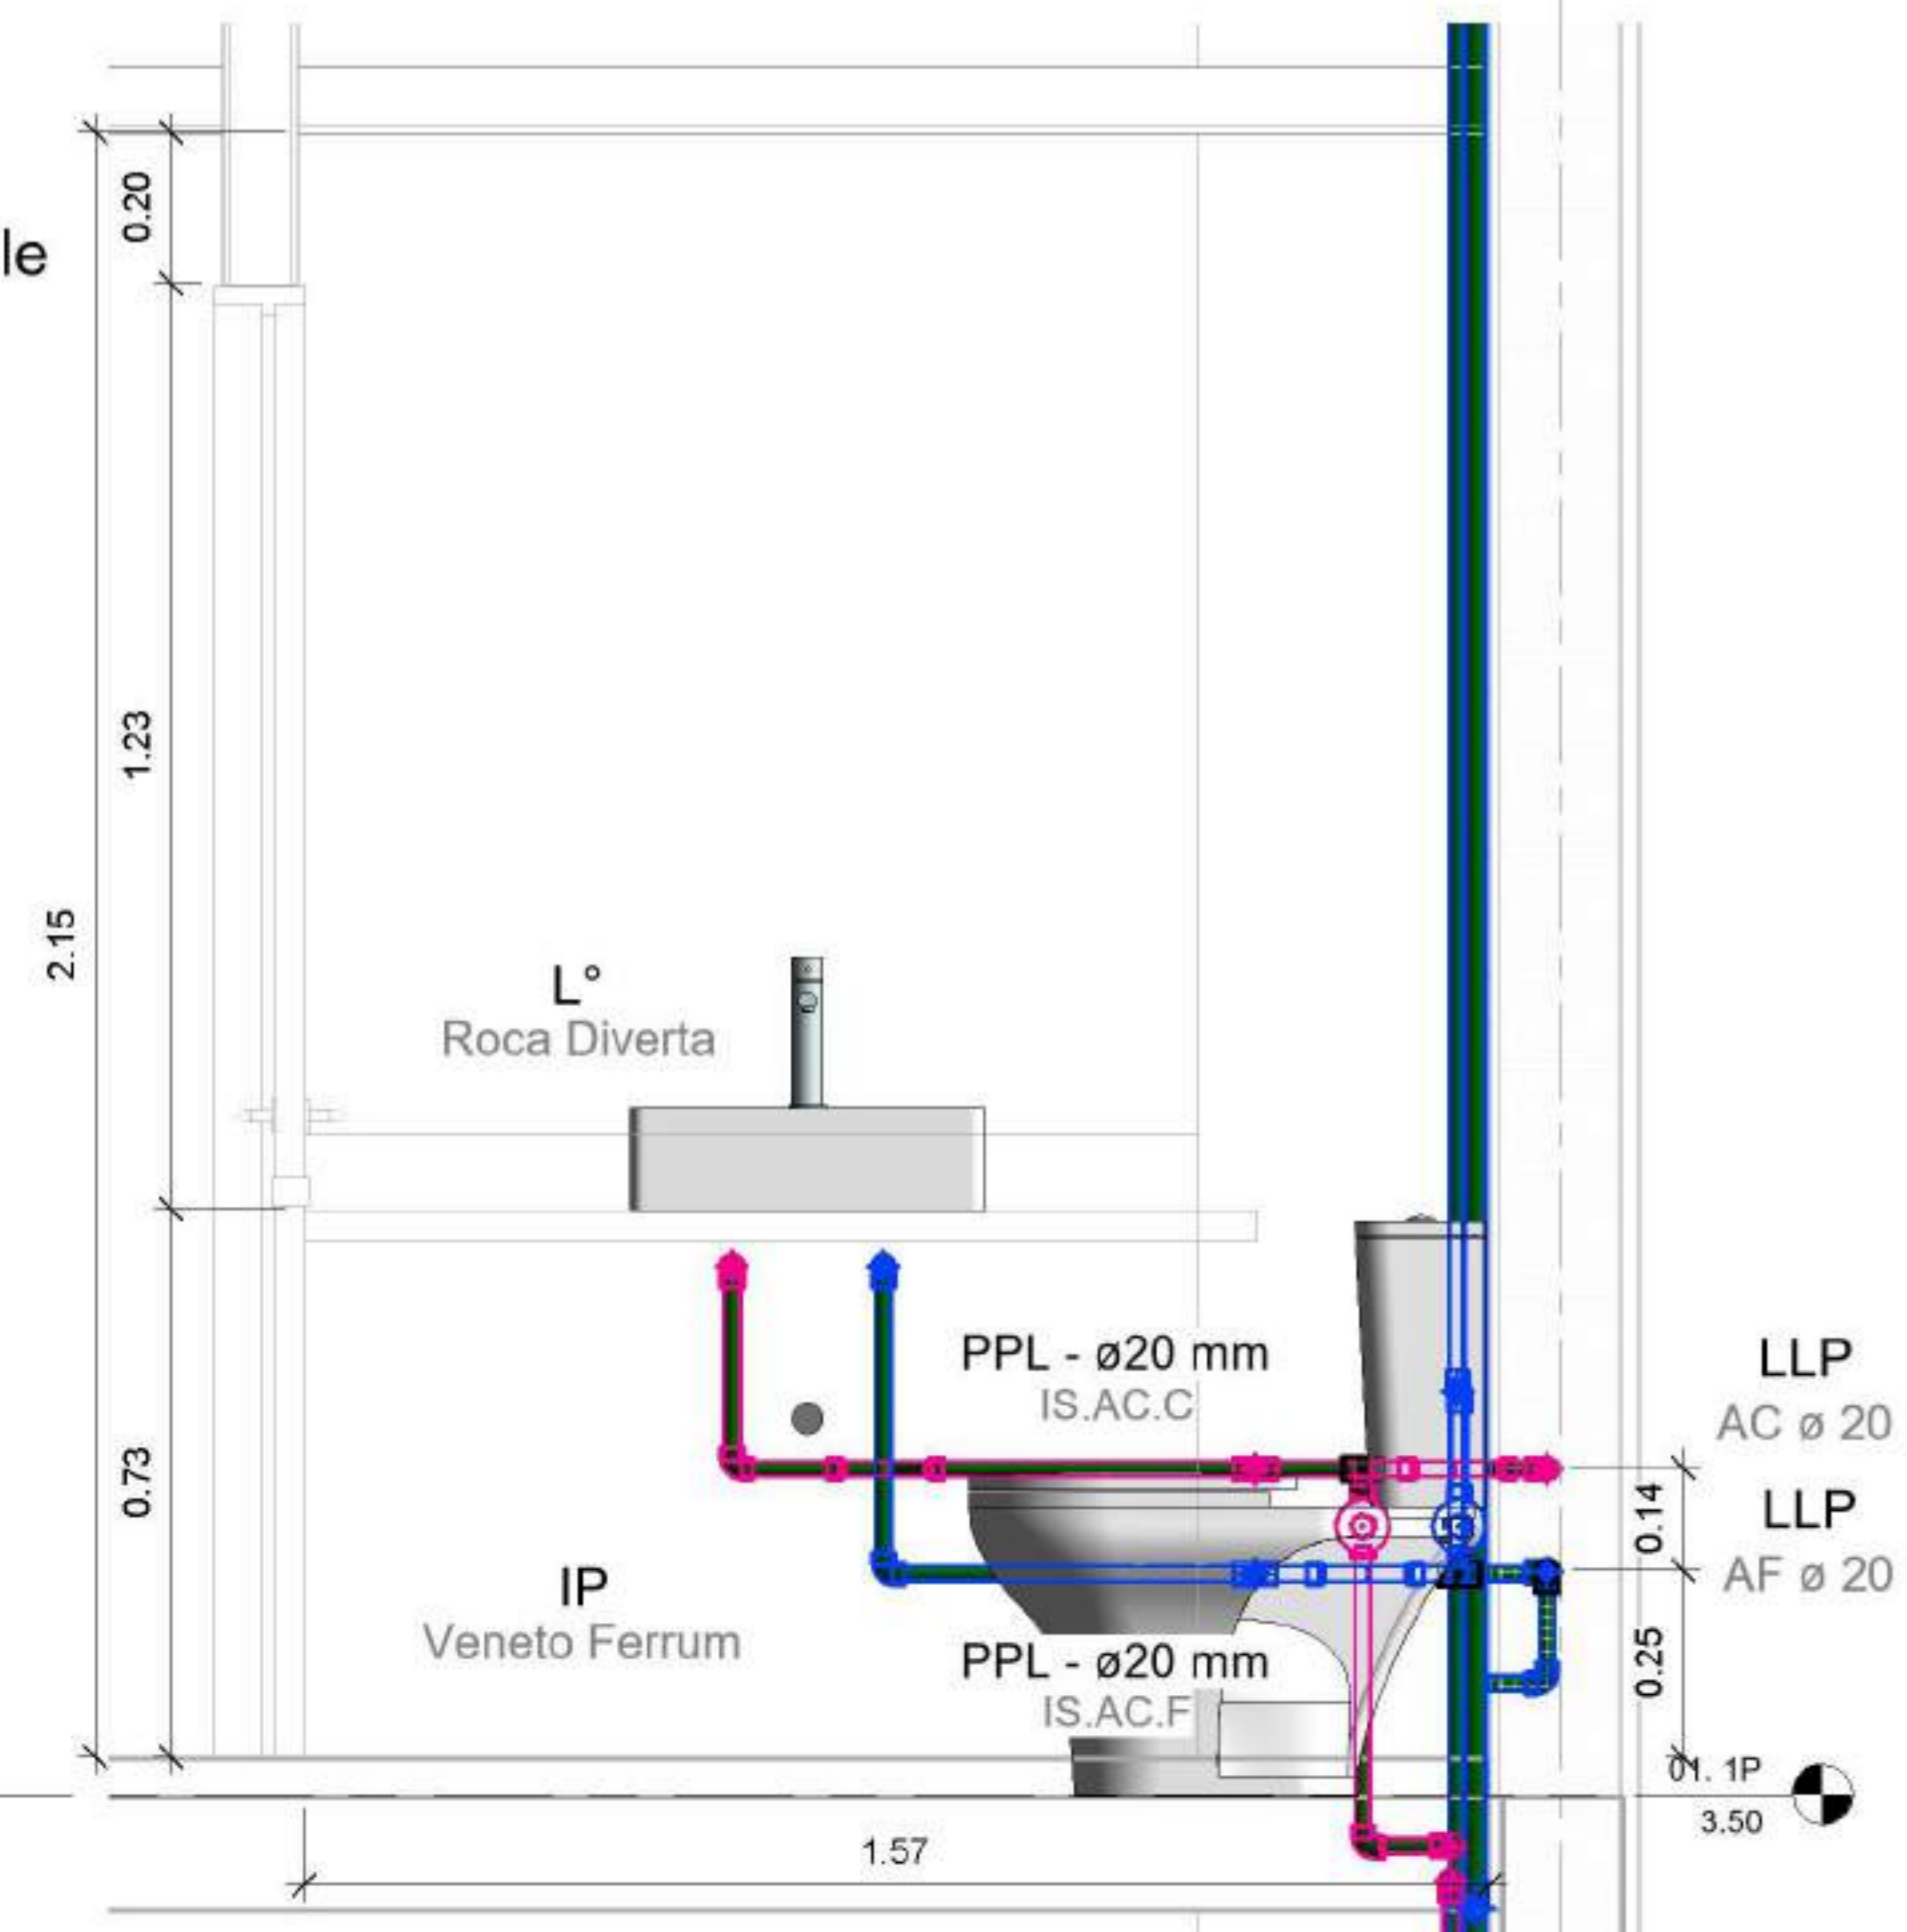 0.20
le
1.23
2.15
L°
Roca Diverta
PPL - ø20 mm
IS.AC.C
LLP
AC ø 20
0.73
0.14
LLP
AF ø 20
IP
Veneto Ferrum
PPL - ø20 mm
IS.AC.F
0.25
01. 1P
3.50
1.57